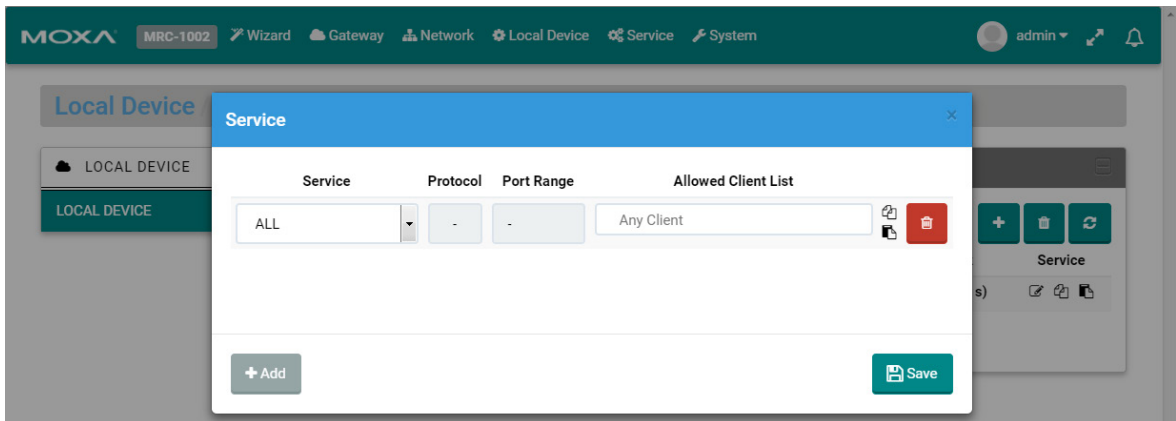 MOXA MRC-1002 Wizard Gateway Network Local Device Service System admin
Local Device /
Service ×
LOCAL DEVICE
Service Protocol Port Range Allowed Client List
LOCAL DEVICE
ALL - - Any Client
Service
s)
+ Add Save